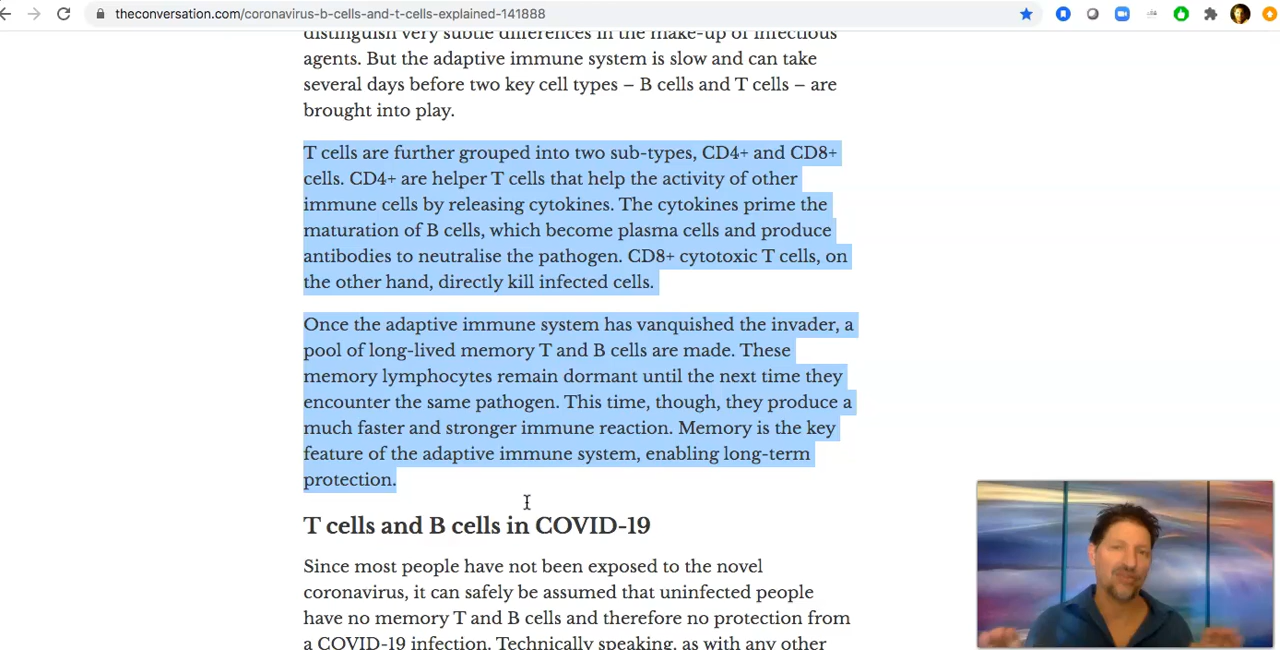 theconversation.com/coronavirus-b-cells-and-t-cells-explained-141888
distinguish very subtle differences in the make-up of infectious
agents. But the adaptive immune system is slow and can take
several days before two key cell types – B cells and T cells – are
brought into play.
T cells are further grouped into two sub-types, CD4+ and CD8+
cells. CD4+ are helper T cells that help the activity of other
immune cells by releasing cytokines. The cytokines prime the
maturation of B cells, which become plasma cells and produce
antibodies to neutralise the pathogen. CD8+ cytotoxic T cells, on
the other hand, directly kill infected cells.
Once the adaptive immune system has vanquished the invader, a
pool of long-lived memory T and B cells are made. These
memory lymphocytes remain dormant until the next time they
encounter the same pathogen. This time, though, they produce a
much faster and stronger immune reaction. Memory is the key
feature of the adaptive immune system, enabling long-term
protection.
T cells and B cells in COVID-19
Since most people have not been exposed to the novel
coronavirus, it can safely be assumed that uninfected people
have no memory T and B cells and therefore no protection from
a COVID-19 infection. Technically speaking, as with any other